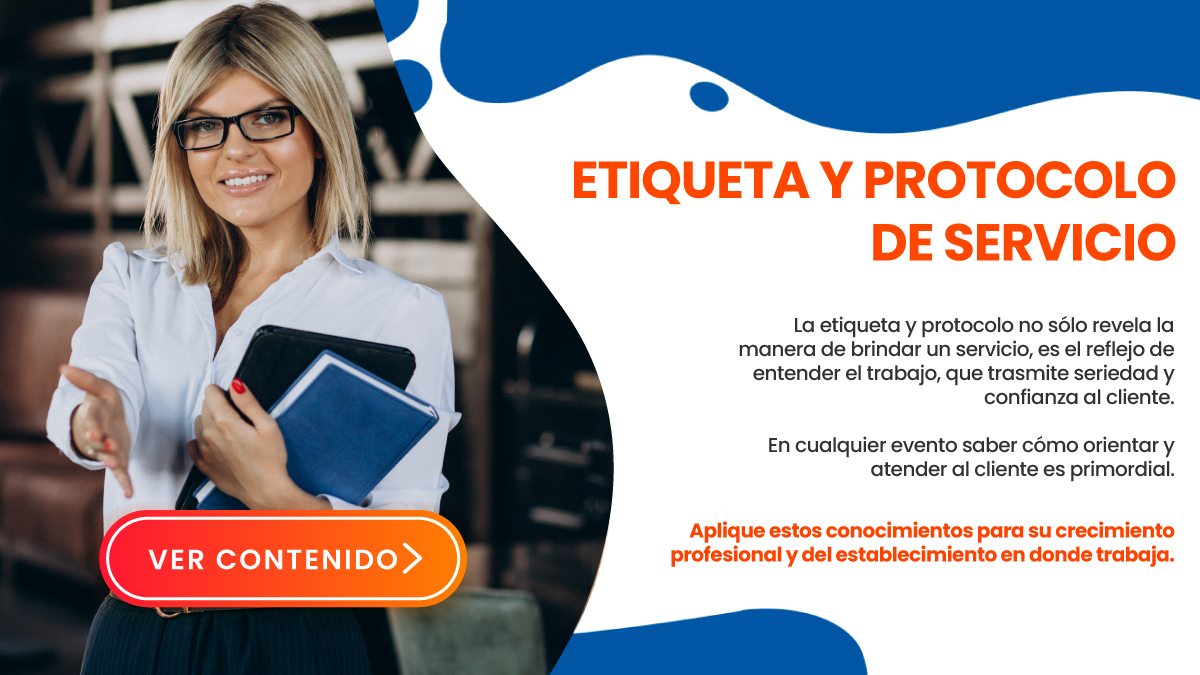 ETIQUETA Y PROTOCOLO
DE SERVICIO
La etiqueta y protocolo no sólo revela la
manera de brindar un servicio, es el reflejo de
entender el trabajo, que trasmite seriedad y
confianza al cliente.
En cualquier evento saber cómo orientar y
atender al cliente es primordial.
Aplique estos conocimientos para su crecimiento
profesional y del establecimiento en donde trabaja.
VER CONTENIDO